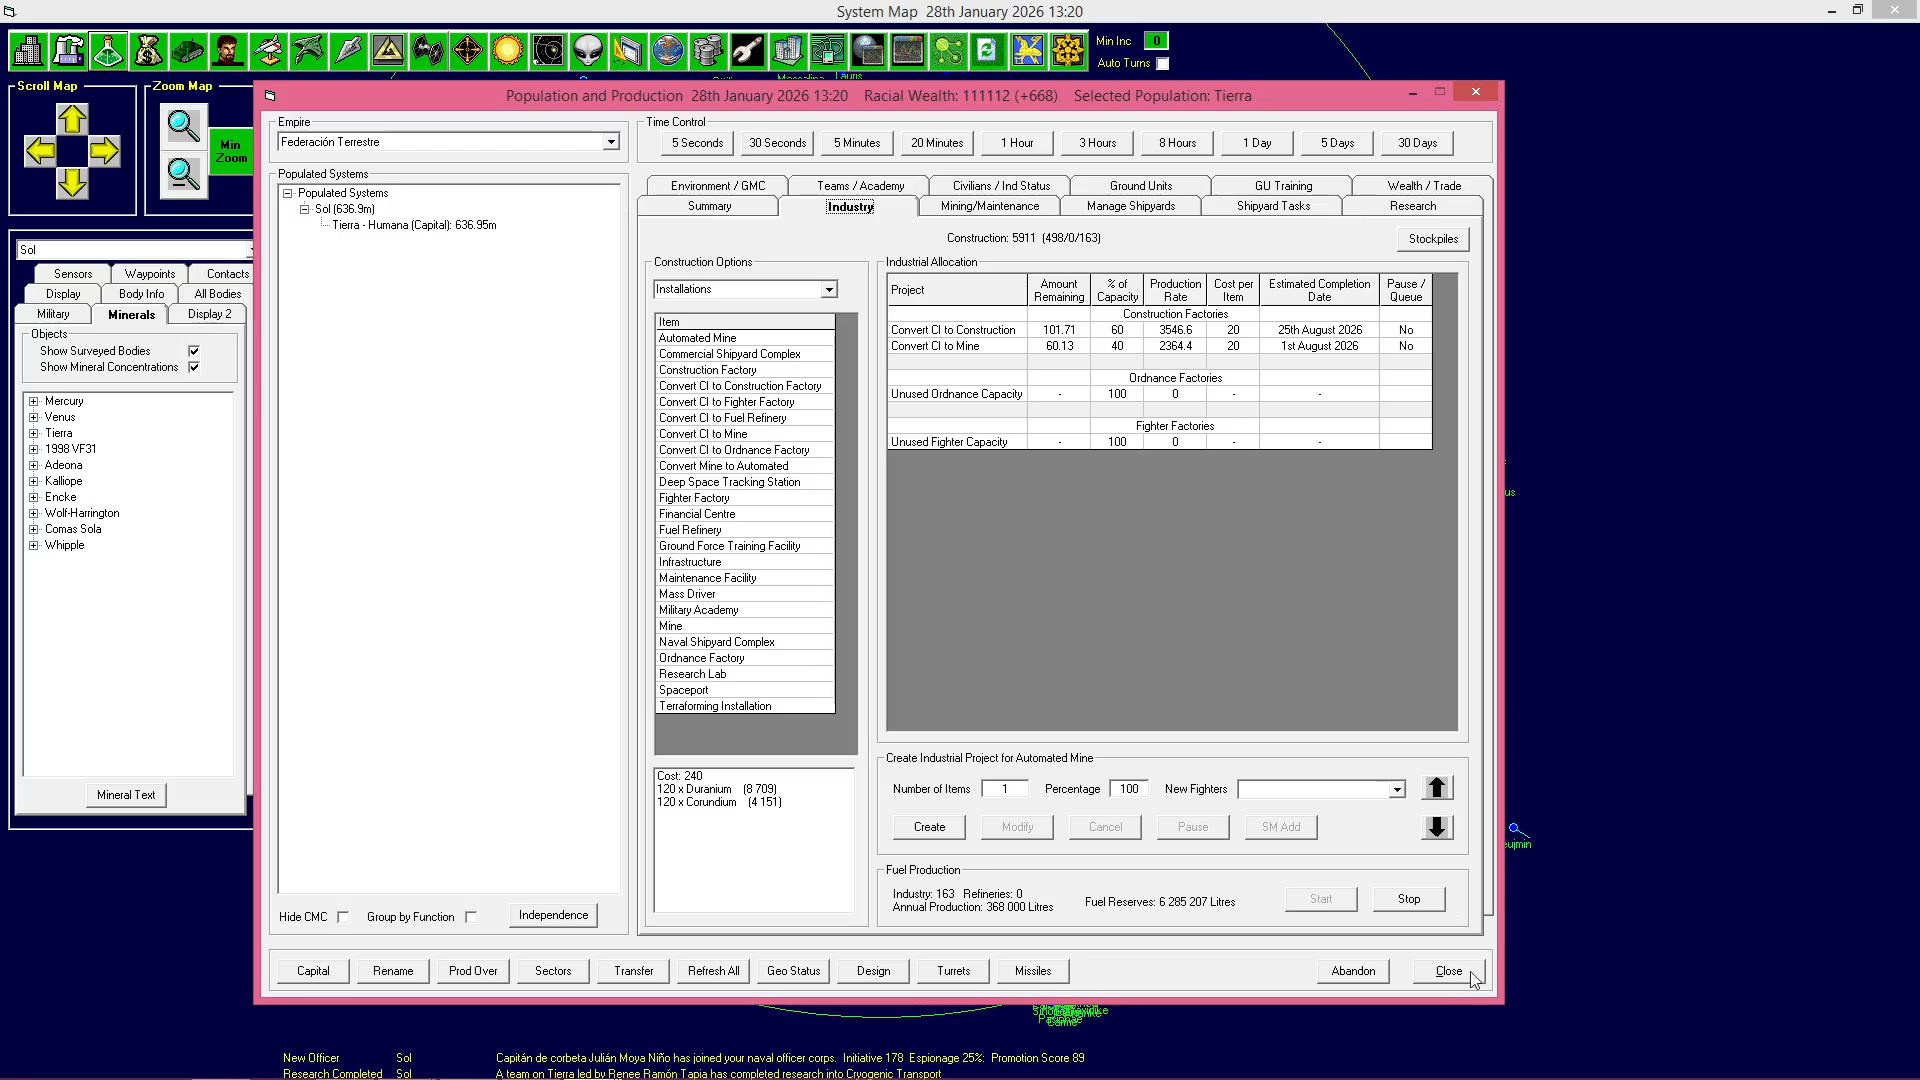 System Map 28th January 2026 13:20
Min Inc 0
Auto Turns
Scroll Map
Zoom Map
Min Zoom
Sol
Sensors Waypoints Contacts
Display Body Info All Bodies
Military Minerals Display 2
Objects
Show Surveyed Bodies
Show Mineral Concentrations
Mercury
Venus
Tierra
1998 VF31
Adeona
Kalliope
Encke
Wolf-Harrington
Comas Sola
Whipple
Mineral Text
Population and Production 28th January 2026 13:20 Racial Wealth: 111112 (+668) Selected Population: Tierra
Empire
Federación Terrestre
Populated Systems
Populated Systems
Sol (636.9m)
Tierra - Humana (Capital): 636.95m
Hide CMC Group by Function Independence
Time Control
5 Seconds 30 Seconds 5 Minutes 20 Minutes 1 Hour 3 Hours 8 Hours 1 Day 5 Days 30 Days
Environment / GMC Teams / Academy Civilians / Ind Status Ground Units GU Training Wealth / Trade
Summary Industry Mining/Maintenance Manage Shipyards Shipyard Tasks Research
Construction: 5911 (498/0/163)
Stockpiles
Construction Options
Installations
Item
Automated Mine
Commercial Shipyard Complex
Construction Factory
Convert CI to Construction Factory
Convert CI to Fighter Factory
Convert CI to Fuel Refinery
Convert CI to Mine
Convert CI to Ordnance Factory
Convert Mine to Automated
Deep Space Tracking Station
Fighter Factory
Financial Centre
Fuel Refinery
Ground Force Training Facility
Infrastructure
Maintenance Facility
Mass Driver
Military Academy
Mine
Naval Shipyard Complex
Ordnance Factory
Research Lab
Spaceport
Terraforming Installation
Cost: 240
120 x Duranium (8 709)
120 x Corundium (4 151)
Industrial Allocation
Project Amount Remaining % of Capacity Production Rate Cost per Item Estimated Completion Date Pause / Queue
Construction Factories
Convert CI to Construction 101.71 60 3546.6 20 25th August 2026 No
Convert CI to Mine 60.13 40 2364.4 20 1st August 2026 No
Ordnance Factories
Unused Ordnance Capacity - 100 0 - -
Fighter Factories
Unused Fighter Capacity - 100 0 - -
Create Industrial Project for Automated Mine
Number of Items 1 Percentage 100 New Fighters
Create Modify Cancel Pause SM Add
Fuel Production
Industry: 163 Refineries: 0
Annual Production: 368 000 Litres
Fuel Reserves: 6 285 207 Litres
Start Stop
Capital Rename Prod Over Sectors Transfer Refresh All Geo Status Design Turrets Missiles Abandon Close
New Officer Sol Capitán de corbeta Julián Moya Niño has joined your naval officer corps. Initiative 178 Espionage 25%: Promotion Score 89
Research Completed Sol A team on Tierra led by Renee Ramón Tapia has completed research into Cryogenic Transport